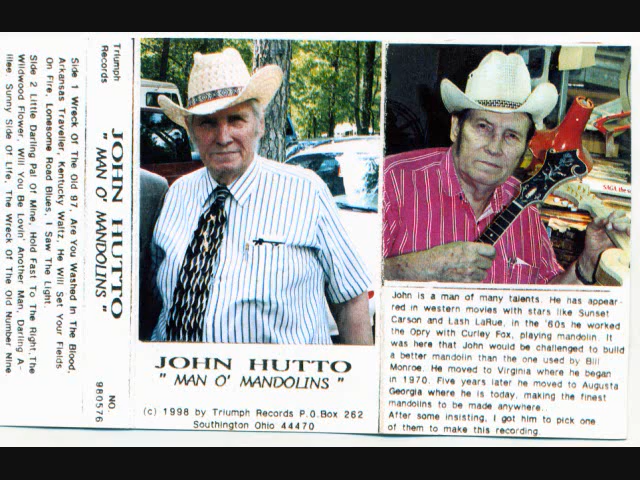 Triumph
Records
JOHN HUTTO
" MAN O' MANDOLINS "
NO.
980576
Side 1 Wreck Of The Old 97, Are You Washed In The Blood,
Arkansas Traveller, Kentucky Waltz, He Will Set Your Fields
On Fire, Lonesome Road Blues, I Saw The Light.
Side 2 Little Darling Pal Of Mine, Hold Fast To The Right,The
Wildwood Flower, Will You Be Lovin' Another Man, Darling A
Sunny Side Of Life, The Wreck Of The Old Number Nine
JOHN HUTTO
" MAN O' MANDOLINS "
(c) 1998 by Triumph Records P.O.Box 262
Southington Ohio 44470
SAGA
John is a man of many talents. He has appear-
red in western movies with stars like Sunset
Carson and Lash LaRue, in the '60s he worked
the Opry with Curley Fox, playing mandolin. It
was here that John would be challenged to build
a better mandolin than the one used by Bill
Monroe. He moved to Virginia where he began
in 1970. Five years later he moved to Augusta
Georgia where he is today, making the finest
mandolins to be made anywhere..
After some insisting, I got him to pick one
of them to make this recording.